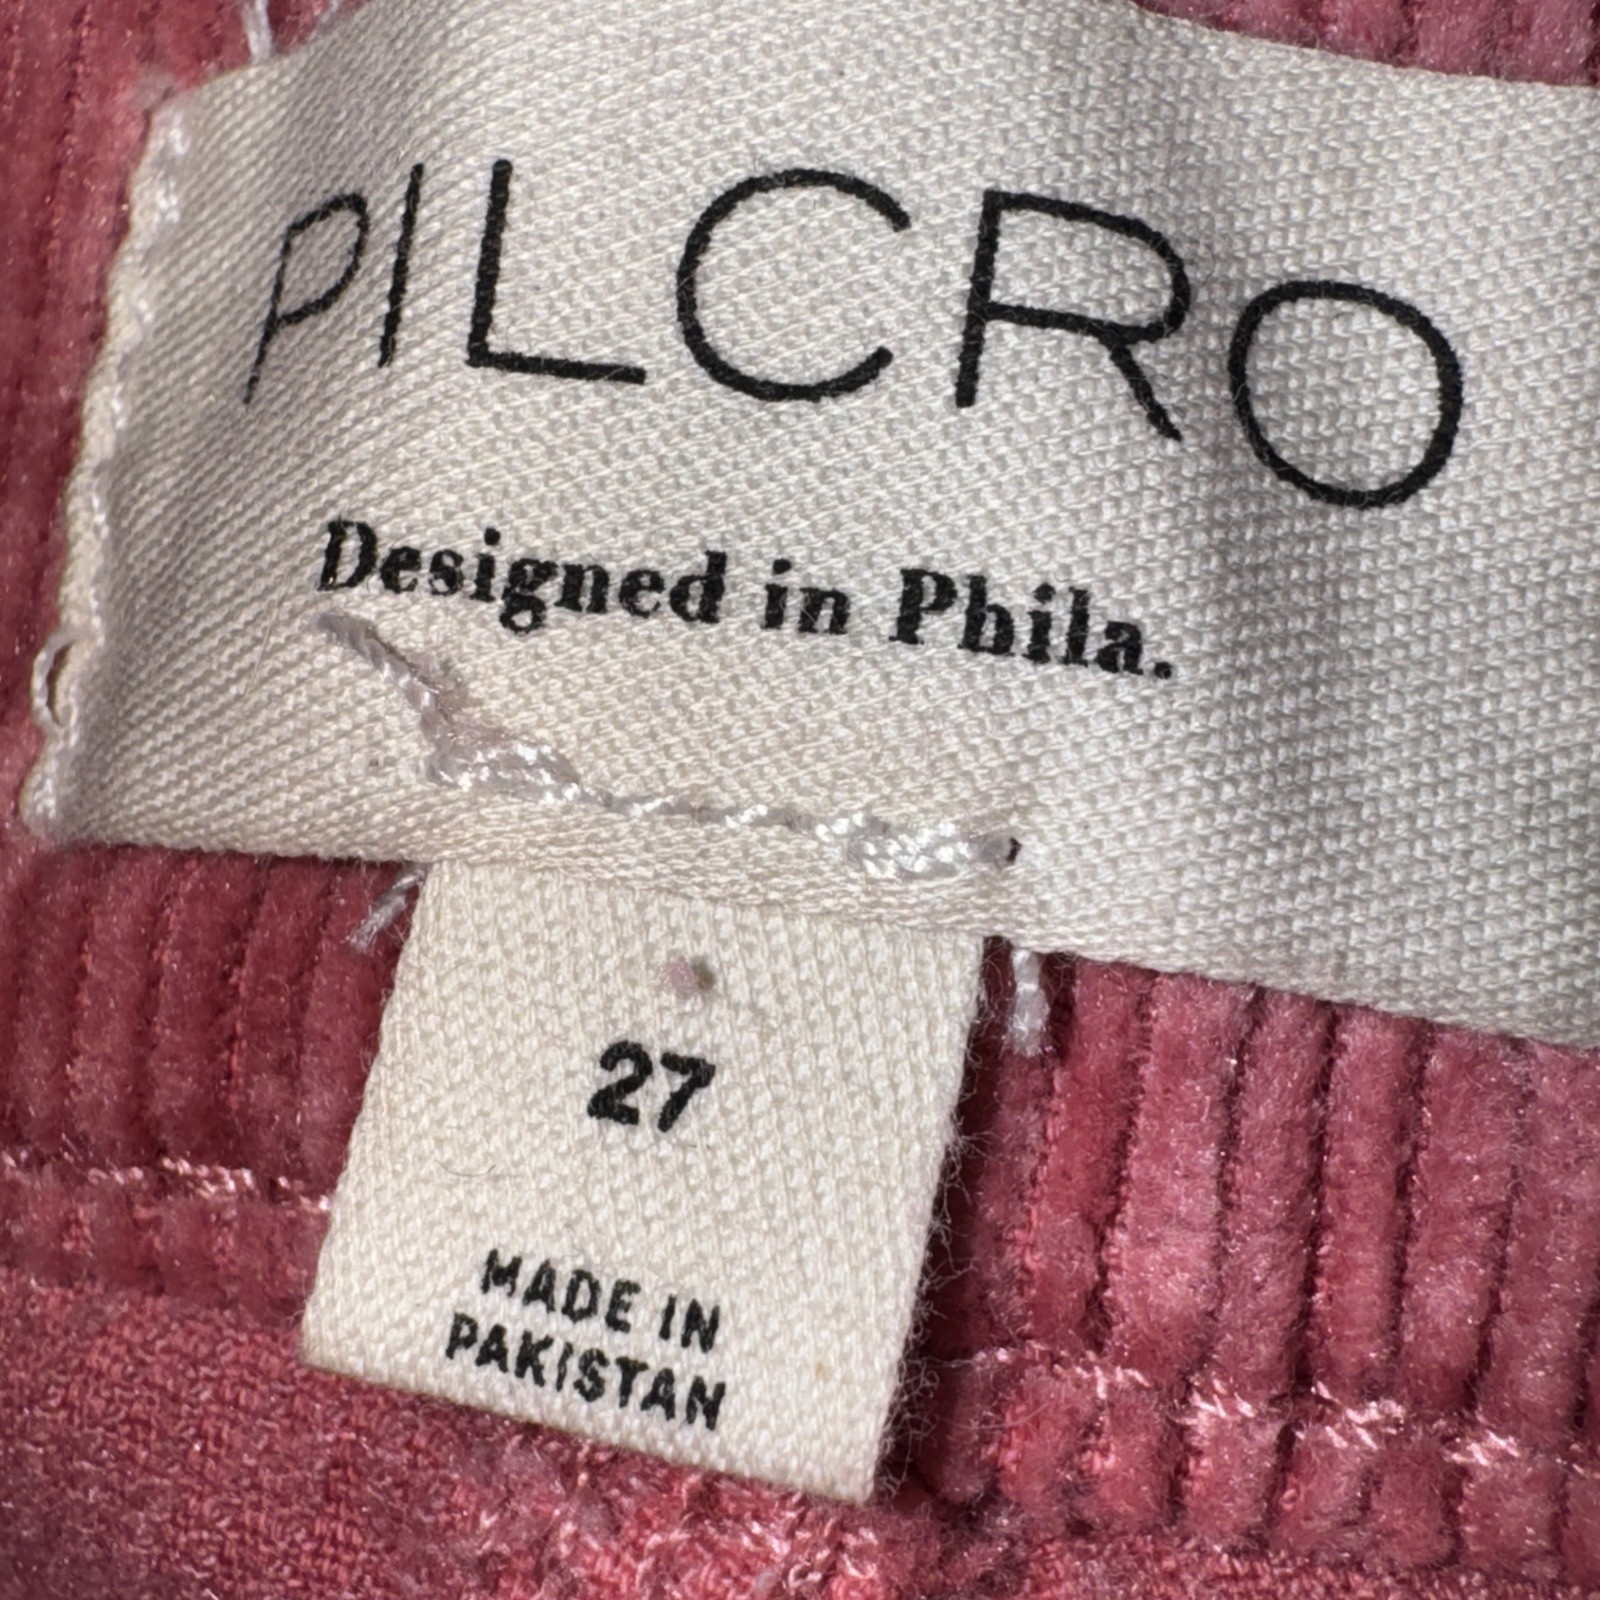 PILCRO
Designed in Phila.
27
MADE IN
PAKISTAN